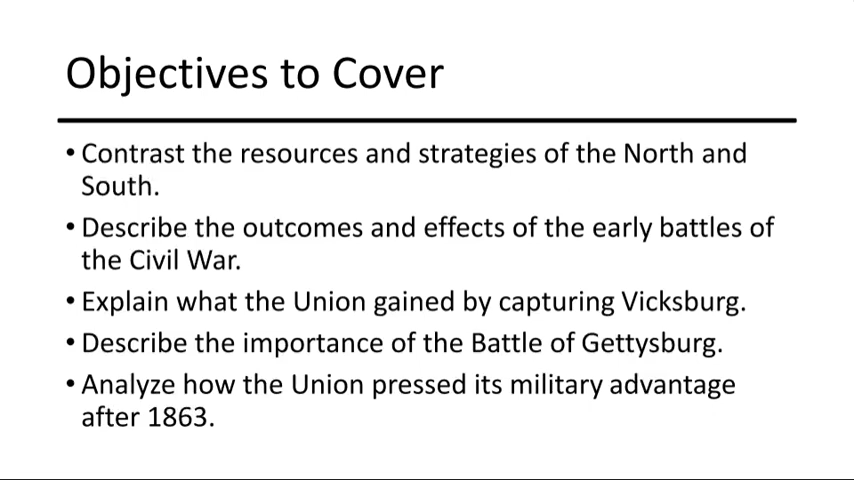 Objectives to Cover
• Contrast the resources and strategies of the North and
South.
• Describe the outcomes and effects of the early battles of
the Civil War.
• Explain what the Union gained by capturing Vicksburg.
• Describe the importance of the Battle of Gettysburg.
• Analyze how the Union pressed its military advantage
after 1863.